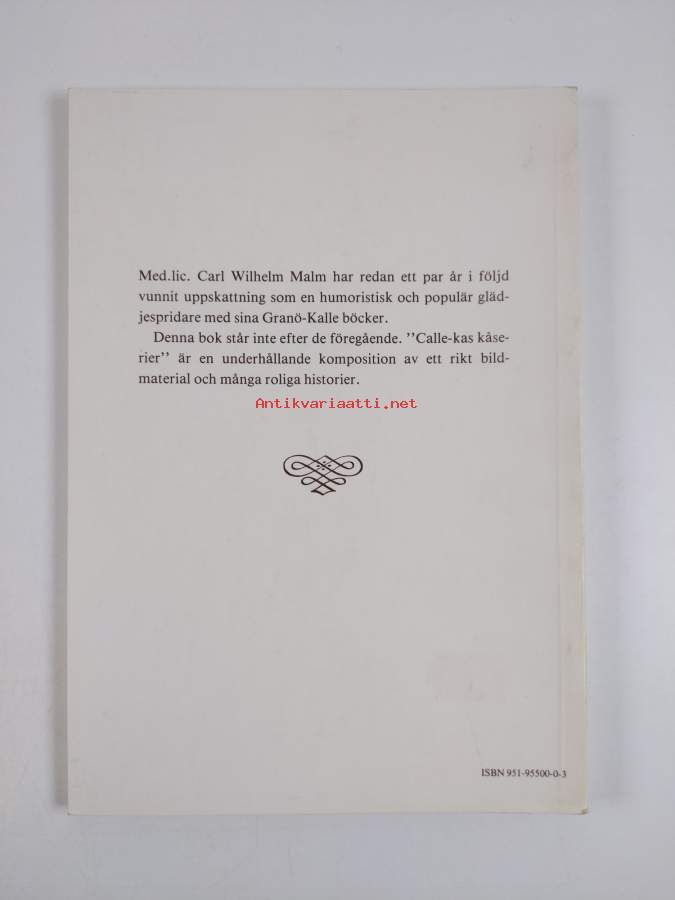 Med.lic. Carl Wilhelm Malm har redan ett par år i följd
vunnit uppskattning som en humoristisk och populär gläd-
jespridare med sina Granö-Kalle böcker.
Denna bok står inte efter de föregående. ”Calle-kas kåse-
rier” är en underhållande komposition av ett rikt bild-
material och många roliga historier.
Antikvariaatti.net
ISBN 951-95500-0-3